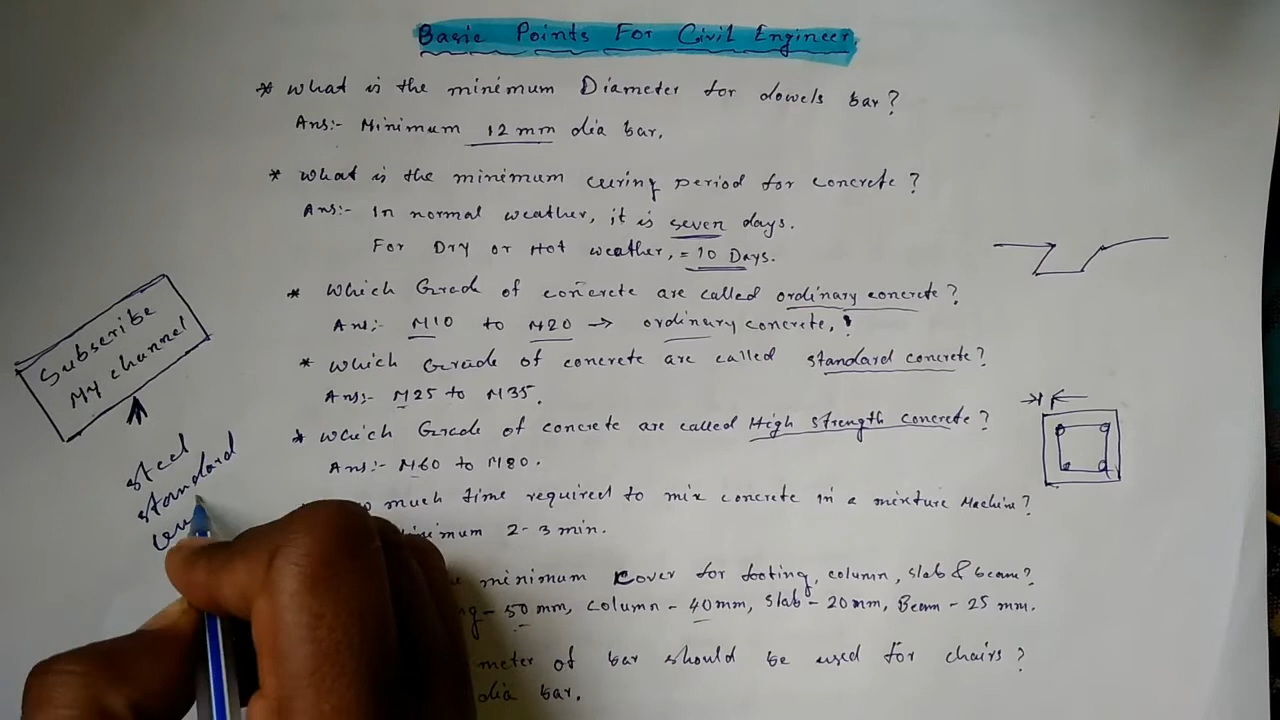 Basic Points For Civil Engineer.
* What is the minimum Diameter for dowels bar?
Ans:- Minimum 12 mm dia bar.
* What is the minimum curing period for concrete?
Ans:- In normal weather, it is seven days.
For Dry or Hot weather, = 10 Days.
* Which Grade of concrete are called ordinary concrete?
Ans:- M10 to M20 → ordinary concrete.
* Which Grade of concrete are called standard concrete?
Ans:- M25 to M35.
* Which Grade of concrete are called High strength concrete?
Ans:- M60 to M80.
much time required to mix concrete in a mixture Machine?
2-3 min.
minimum cover for footing, column, slab & beam?
50 mm, column - 40mm, slab - 20mm, Beam - 25 mm.
of bar should be used for chairs?
dia bar.
Subscribe
My channel
steel
standard